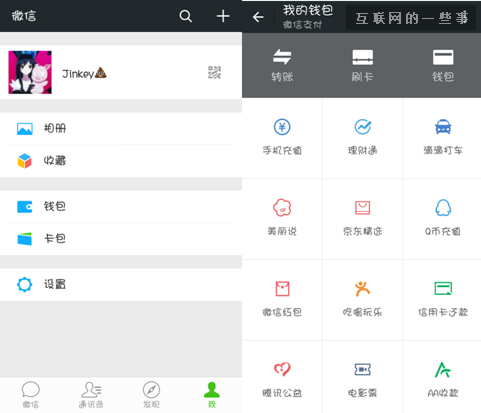 微信
Jinkey💩
相册
收藏
钱包
卡包
设置
微信
通讯录
发现
我
我的钱包
微信支付
互联网的一些事
转账
刷卡
钱包
手机充值
理财通
滴滴打车
美丽说
京东精选
Q币充值
微信红包
吃喝玩乐
信用卡还款
腾讯公益
电影票
AA收款